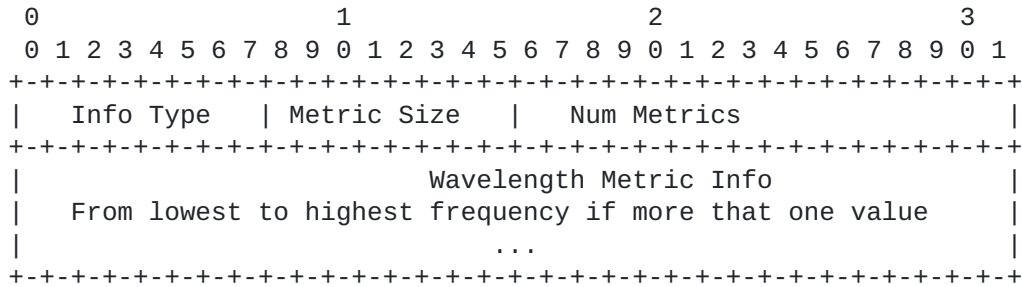 0                   1                   2                   3
 0 1 2 3 4 5 6 7 8 9 0 1 2 3 4 5 6 7 8 9 0 1 2 3 4 5 6 7 8 9 0 1
+-+-+-+-+-+-+-+-+-+-+-+-+-+-+-+-+-+-+-+-+-+-+-+-+-+-+-+-+-+-+-+-+
|   Info Type   | Metric Size   |   Num Metrics                 |
+-+-+-+-+-+-+-+-+-+-+-+-+-+-+-+-+-+-+-+-+-+-+-+-+-+-+-+-+-+-+-+-+
|                          Wavelength Metric Info               |
|   From lowest to highest frequency if more that one value     |
|                              ...                              |
+-+-+-+-+-+-+-+-+-+-+-+-+-+-+-+-+-+-+-+-+-+-+-+-+-+-+-+-+-+-+-+-+